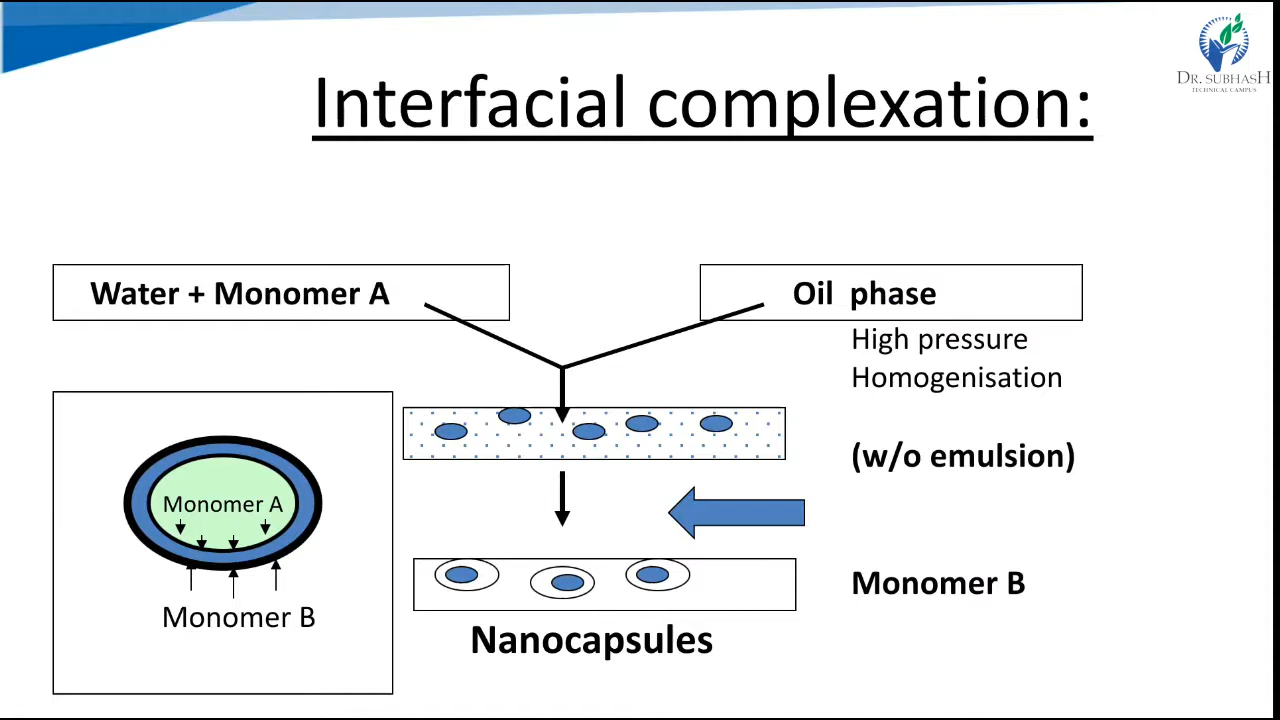 DR. SUBHASH
TECHNICAL CAMPUS
Interfacial complexation:
Water + Monomer A
Oil phase
High pressure
Homogenisation
(w/o emulsion)
Monomer A
Monomer B
Monomer B
Nanocapsules